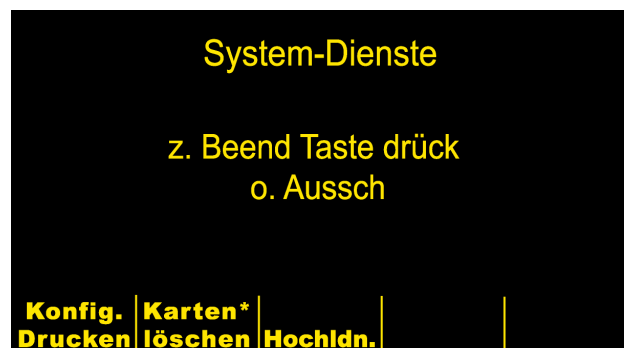 System-Dienste
z. Beend Taste drück
o. Aussch
Konfig. Karten*
Drucken löschen Hochldn.